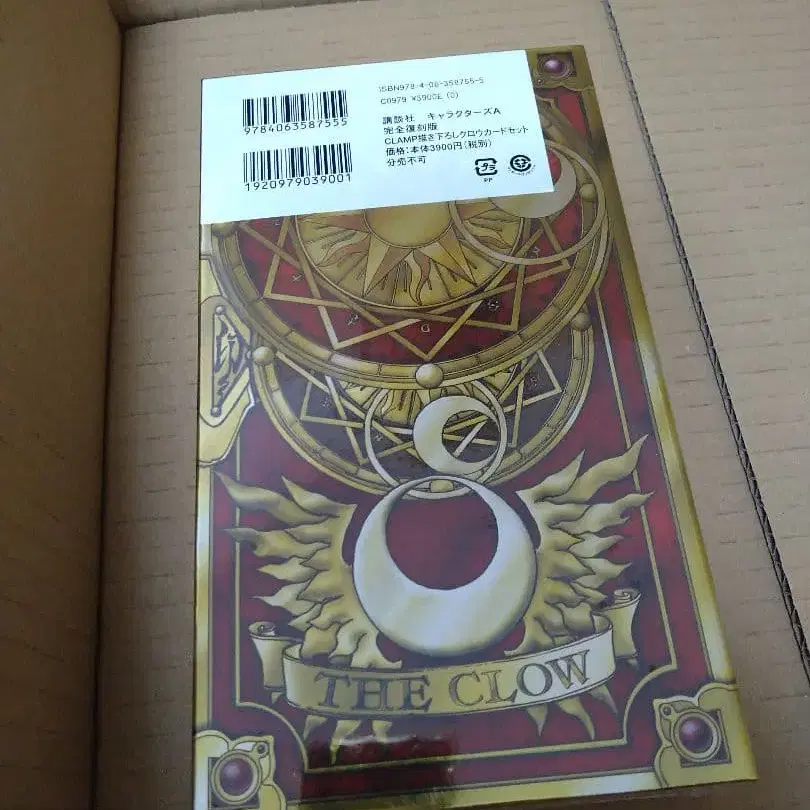 ISBN978-4-06-358755-5
C0979 ¥3900E (0)
9784063587555
1920979039001
講談社 キャラクターズA
完全復刻版
CLAMP描き下ろしクロウカードセット
価格:本体3900円(税別)
分売不可
PP
THE CLOW